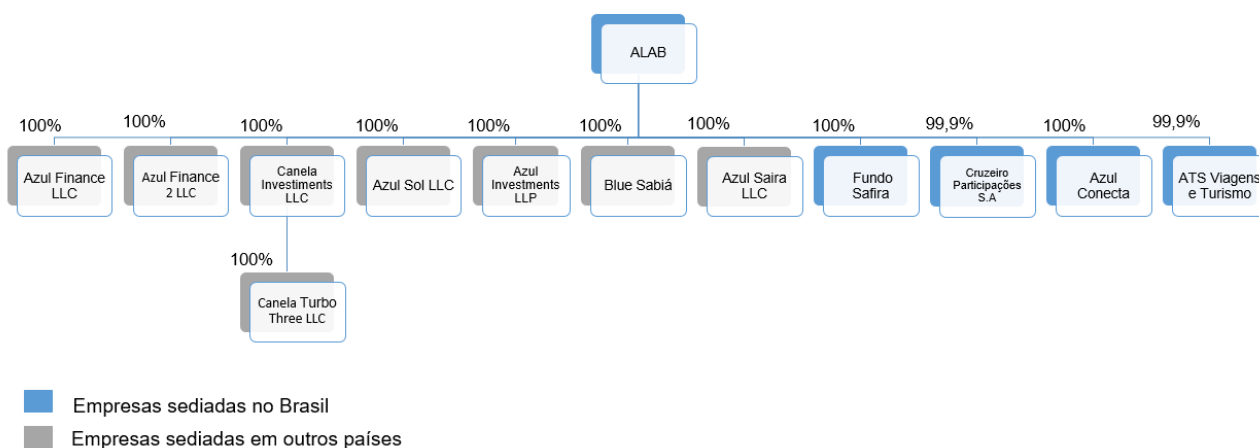 ALAB
100%
100%
100%
100%
100%
100%
100%
100%
99,9%
100%
99,9%
Azul Finance
LLC
Azul Finance
2 LLC
Canela
Investiments
LLC
Azul Sol LLC
Azul
Investments
LLP
Blue Sabiá
Azul Saira
LLC
Fundo
Safira
Cruzeiro
Participações
S.A
Azul
Conecta
ATS Viagens
e Turismo
100%
Canela Turbo
Three LLC
Empresas sediadas no Brasil
Empresas sediadas em outros países